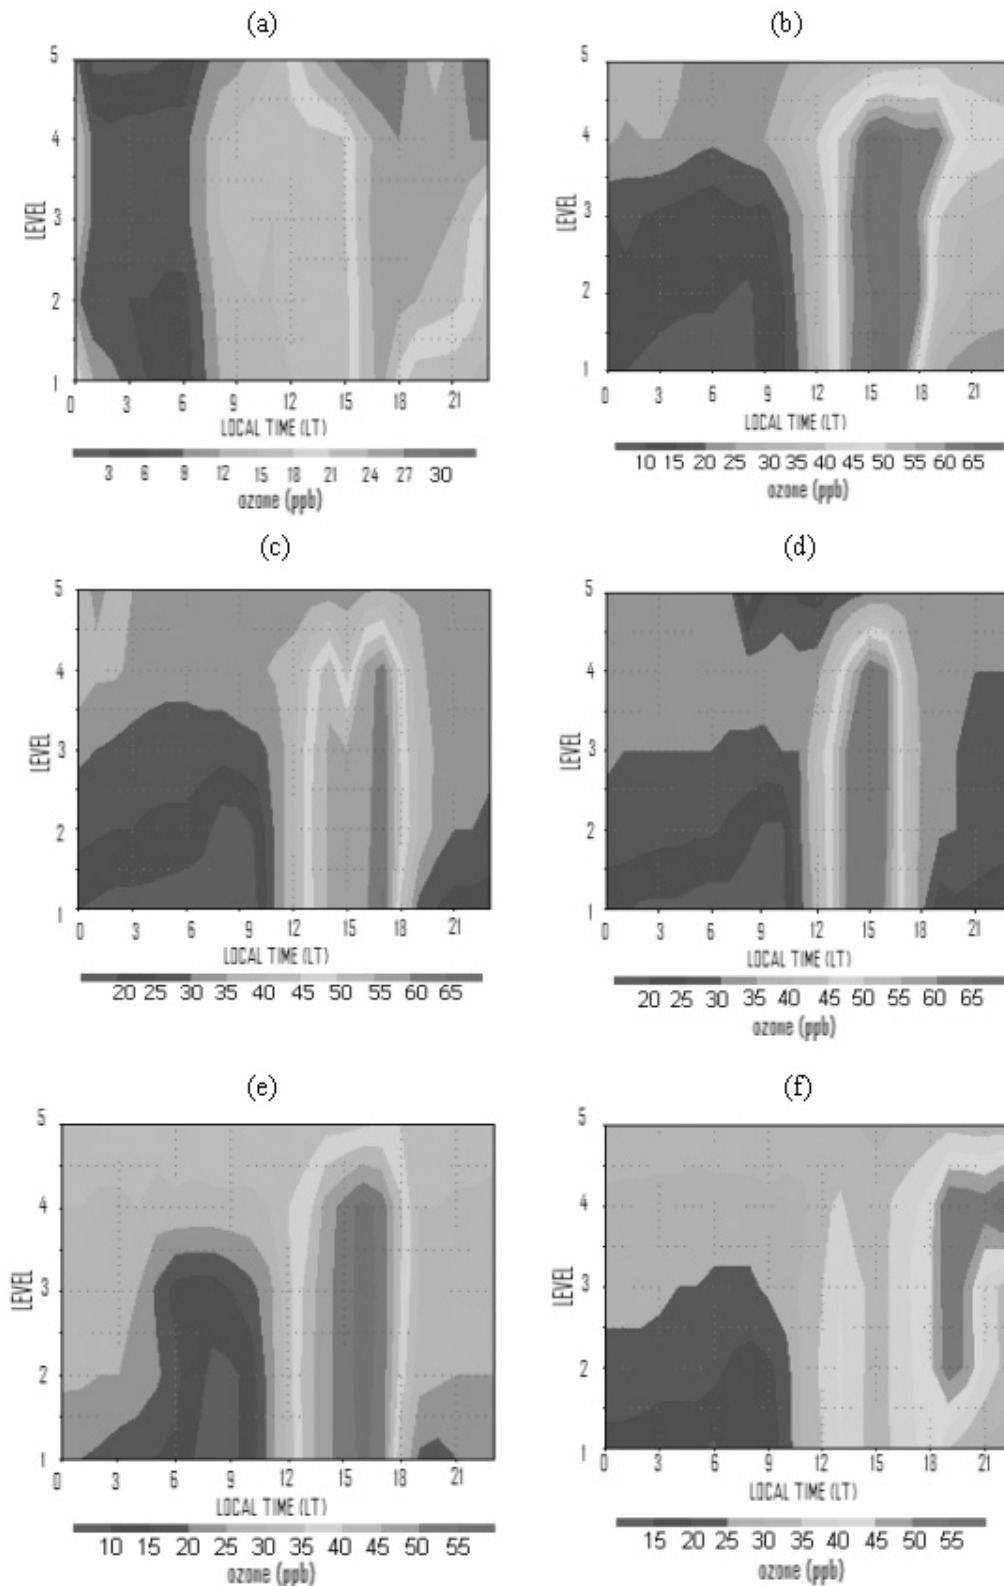 (a) (b)
5 5
4 4
3 3
2 2
1 1
LEVEL LEVEL
0 3 6 9 12 15 18 21 0 3 6 9 12 15 18 21
LOCAL TIME (LT) LOCAL TIME (LT)
3 6 9 12 15 18 21 24 27 30 10 15 20 25 30 35 40 45 50 55 60 65
ozone (ppb) ozone (ppb)
(c) (d)
5 5
4 4
3 3
2 2
1 1
LEVEL LEVEL
0 3 6 9 12 15 18 21 0 3 6 9 12 15 18 21
LOCAL TIME (LT) LOCAL TIME (LT)
20 25 30 35 40 45 50 55 60 65 20 25 30 35 40 45 50 55 60 65
ozone (ppb)
(e) (f)
5 5
4 4
3 3
2 2
1 1
LEVEL LEVEL
0 3 6 9 12 15 18 21 0 3 6 9 12 15 18 21
LOCAL TIME (LT) LOCAL TIME (LT)
10 15 20 25 30 35 40 45 50 55 15 20 25 30 35 40 45 50 55
ozone (ppb) ozone (ppb)